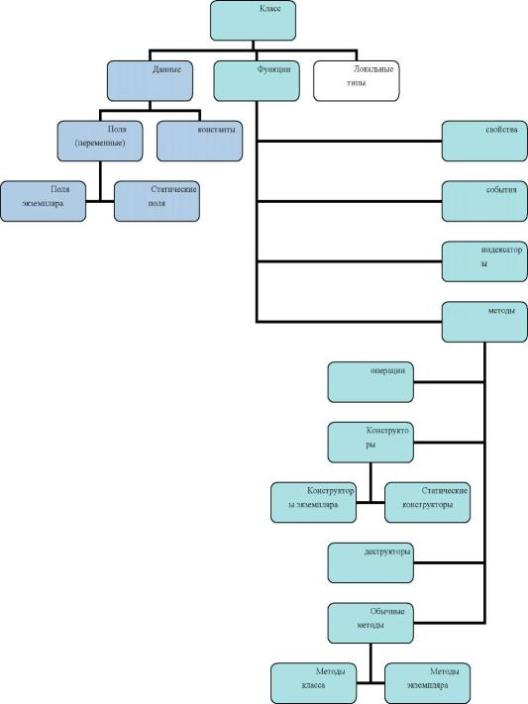 Класс
Данные
Функции
Локальные
типы
Поля
(переменные)
константы
свойства
Поля
экземпляра
Статические
поля
события
индексатор
ы
методы
операции
Конструкто
ры
Конструктор
ы экземпляра
Статические
конструкторы
деструкторы
Обычные
методы
Методы
класса
Методы
экземпляра